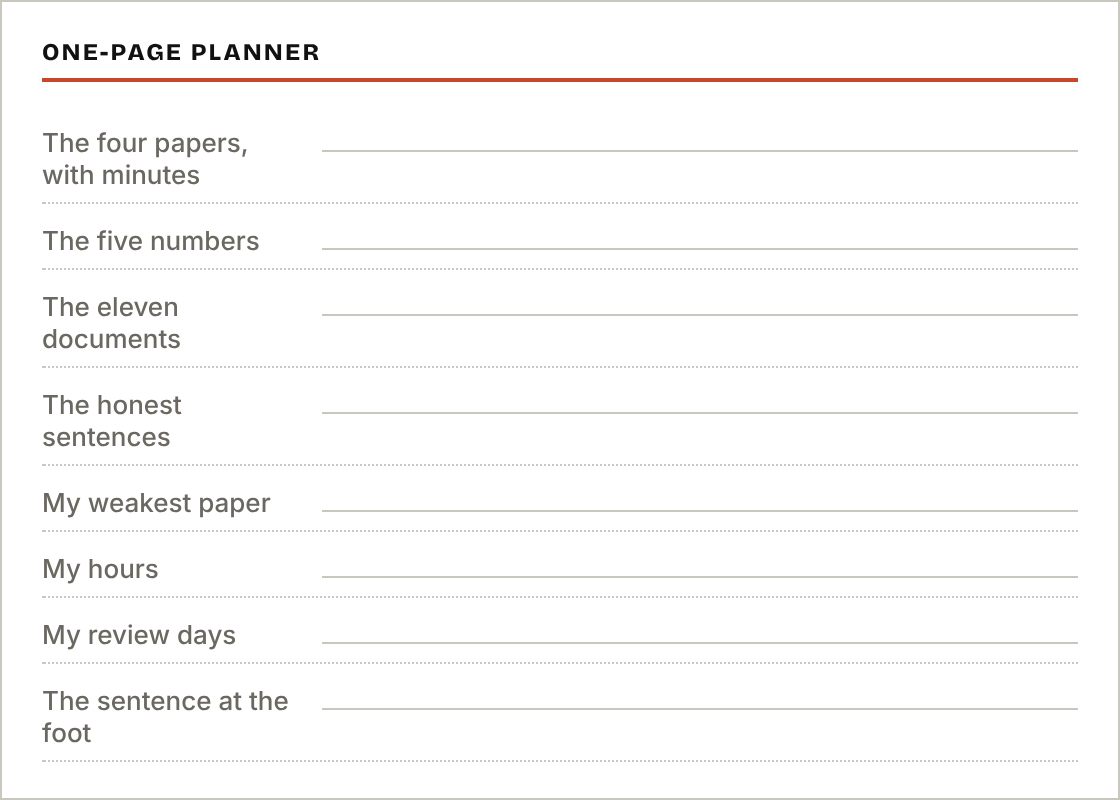 ONE-PAGE PLANNER
The four papers,
with minutes
The five numbers
The eleven
documents
The honest
sentences
My weakest paper
My hours
My review days
The sentence at the
foot